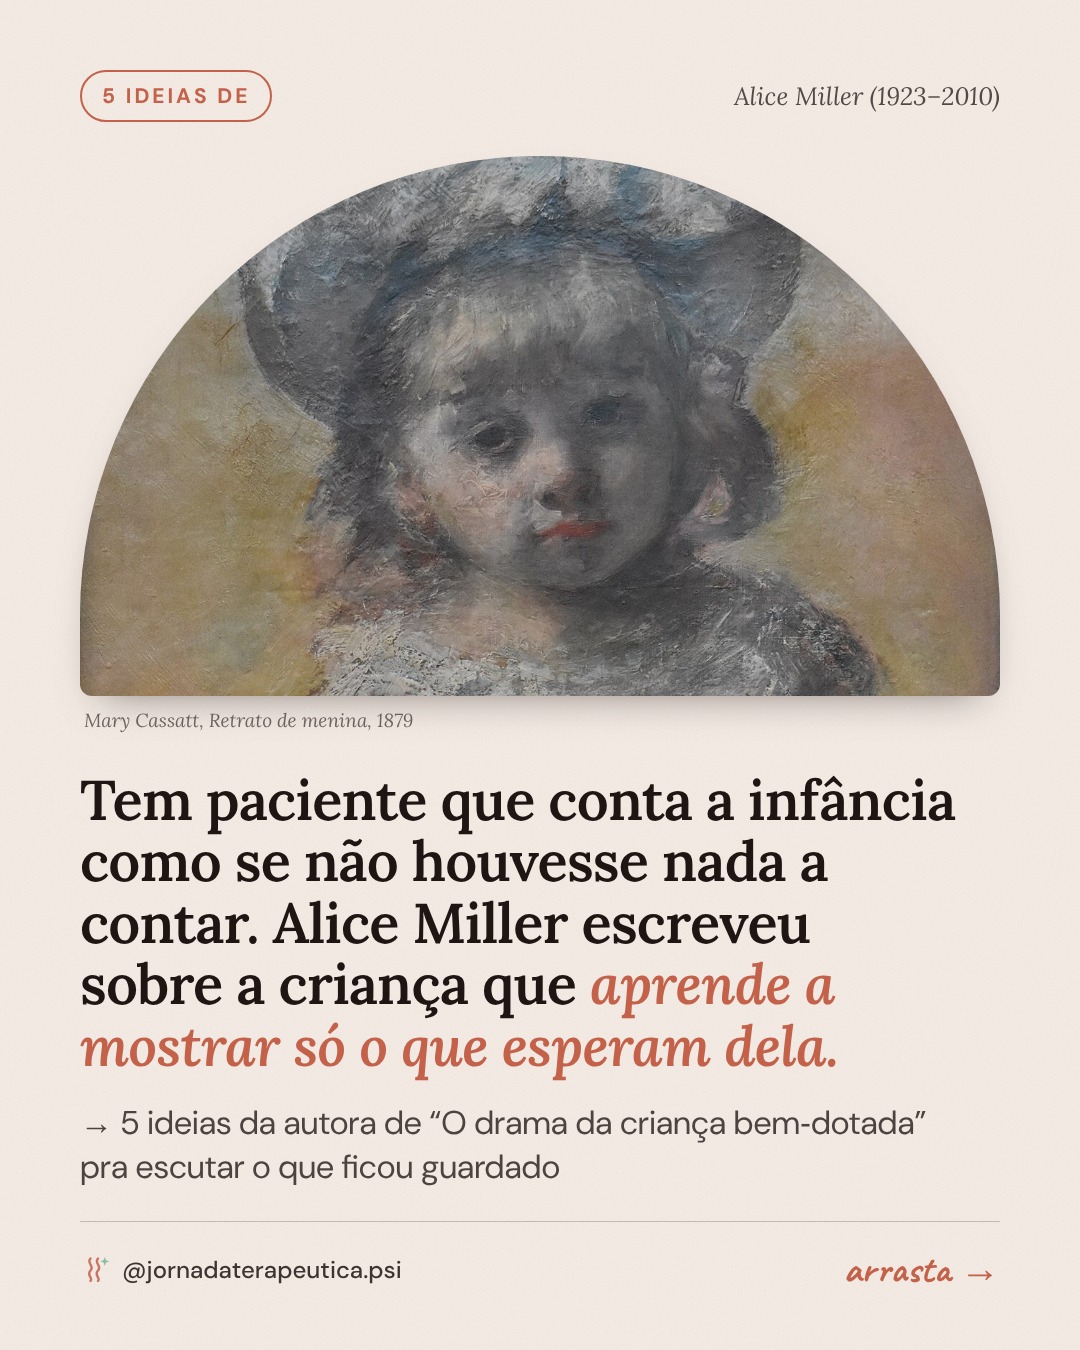 5 IDEIAS DE
Alice Miller (1923–2010)
Mary Cassatt, Retrato de menina, 1879
Tem paciente que conta a infância
como se não houvesse nada a
contar. Alice Miller escreveu
sobre a criança que aprende a
mostrar só o que esperam dela.
→ 5 ideias da autora de “O drama da criança bem-dotada”
pra escutar o que ficou guardado
@jornadaterapeutica.psi
arrasta →